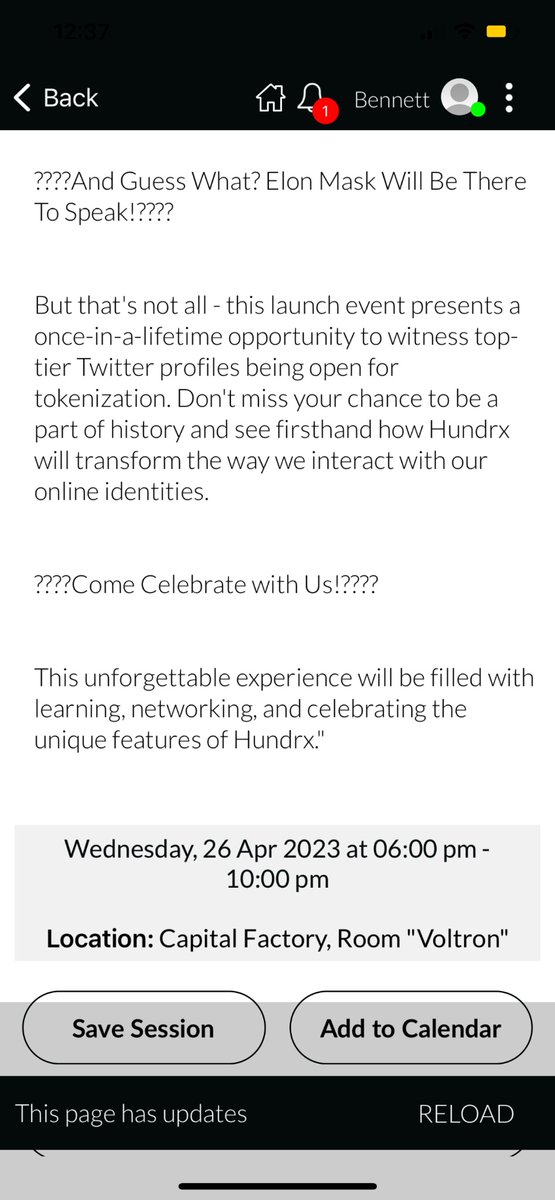 12:37
Back
1
Bennett
????And Guess What? Elon Mask Will Be There
To Speak!????
But that's not all - this launch event presents a
once-in-a-lifetime opportunity to witness top-
tier Twitter profiles being open for
tokenization. Don't miss your chance to be a
part of history and see firsthand how Hundrx
will transform the way we interact with our
online identities.
????Come Celebrate with Us!????
This unforgettable experience will be filled with
learning, networking, and celebrating the
unique features of Hundrx."
Wednesday, 26 Apr 2023 at 06:00 pm -
10:00 pm
Location: Capital Factory, Room "Voltron"
Save Session
Add to Calendar
This page has updates
RELOAD